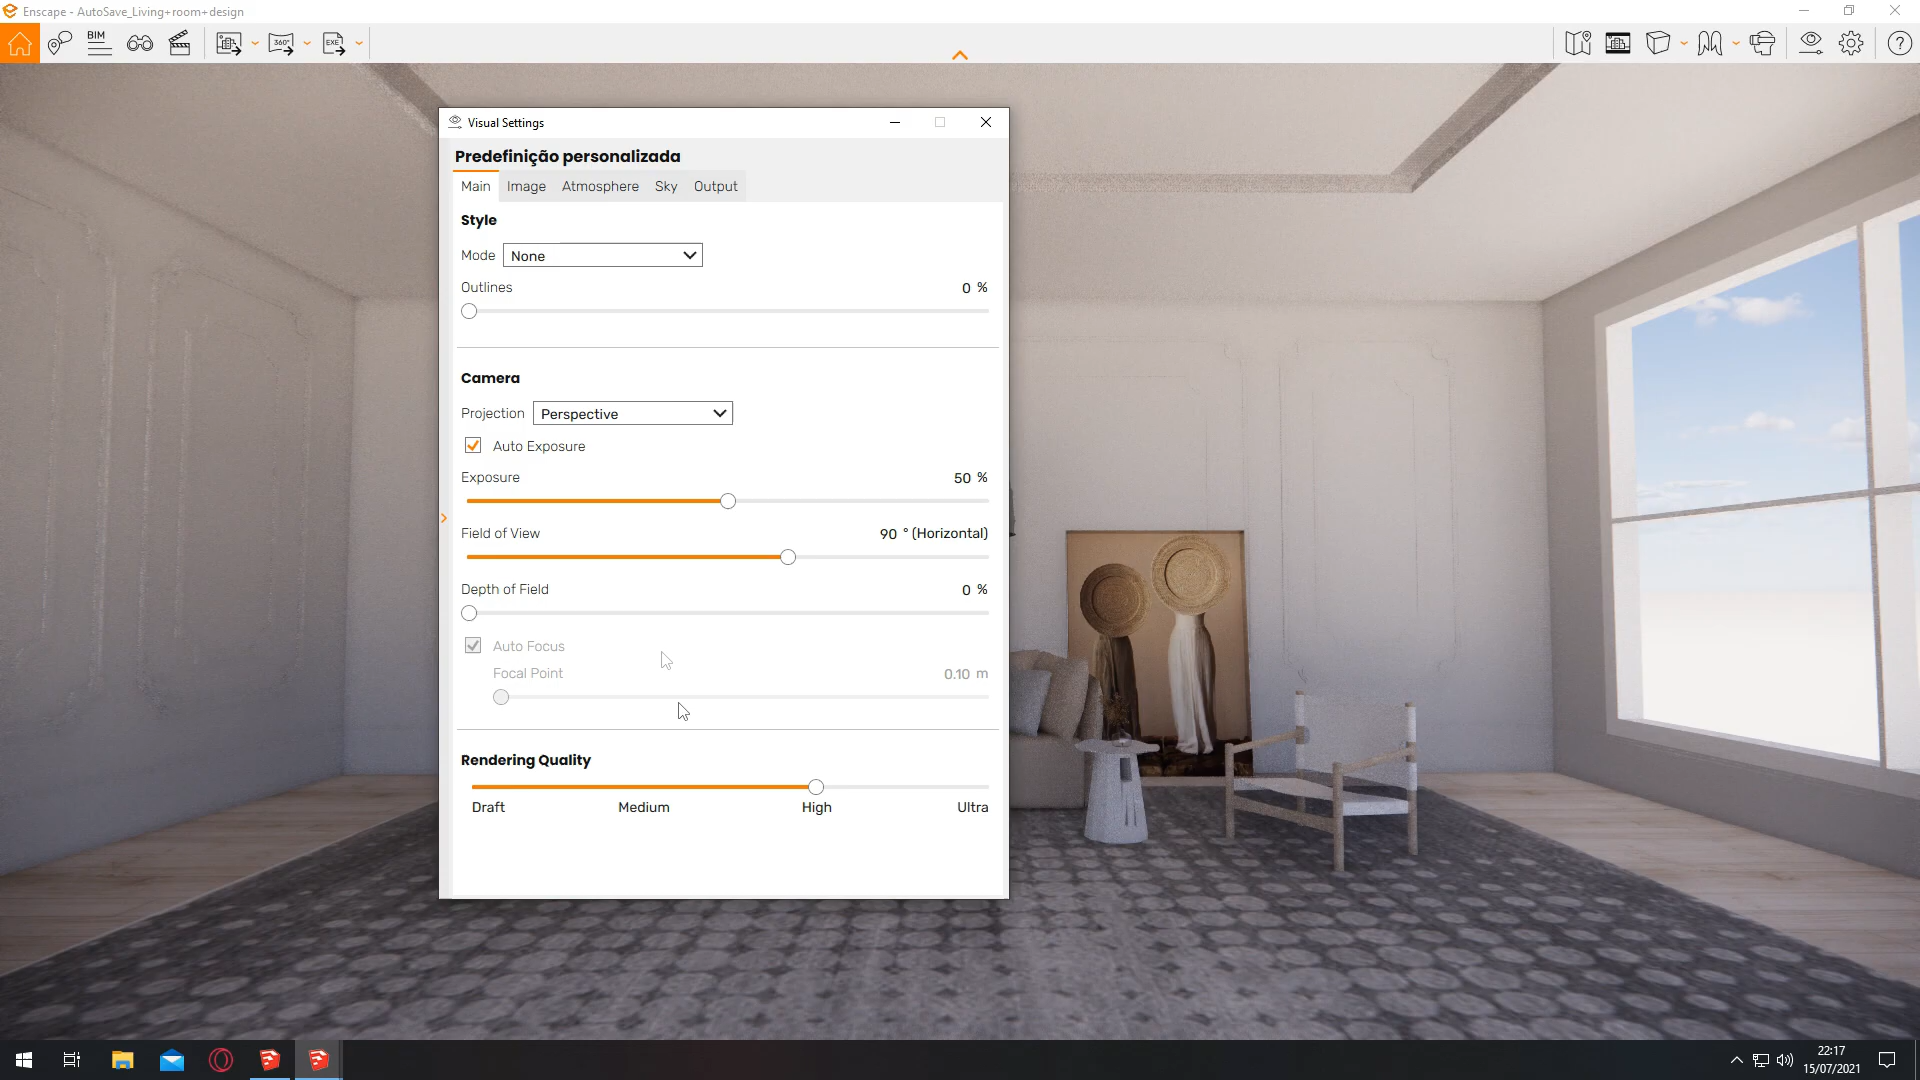 Enscape - AutoSave_Living+room+design
BIM
360°
EXE
?
Visual Settings
Predefinição personalizada
Main Image Atmosphere Sky Output
Style
Mode None
Outlines 0 %
Camera
Projection Perspective
Auto Exposure
Exposure 50 %
Field of View 90 ° (Horizontal)
Depth of Field 0 %
Auto Focus
Focal Point 0.10 m
Rendering Quality
Draft Medium High Ultra
22:17
15/07/2021